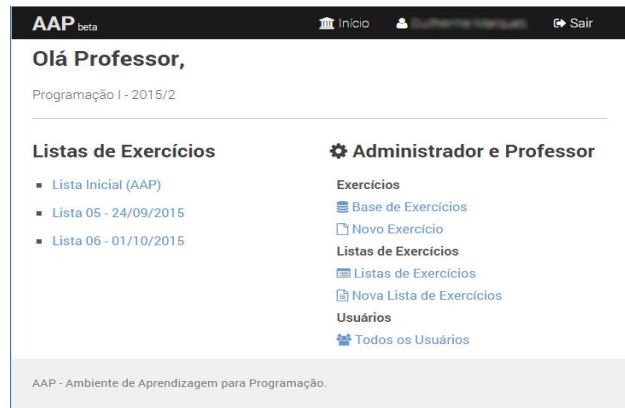 AAP beta
Início
Sair
Olá Professor,
Programação I - 2015/2
Listas de Exercícios
Lista Inicial (AAP)
Lista 05 - 24/09/2015
Lista 06 - 01/10/2015
Administrador e Professor
Exercícios
Base de Exercícios
Novo Exercício
Listas de Exercícios
Listas de Exercícios
Nova Lista de Exercícios
Usuários
Todos os Usuários
AAP - Ambiente de Aprendizagem para Programação.